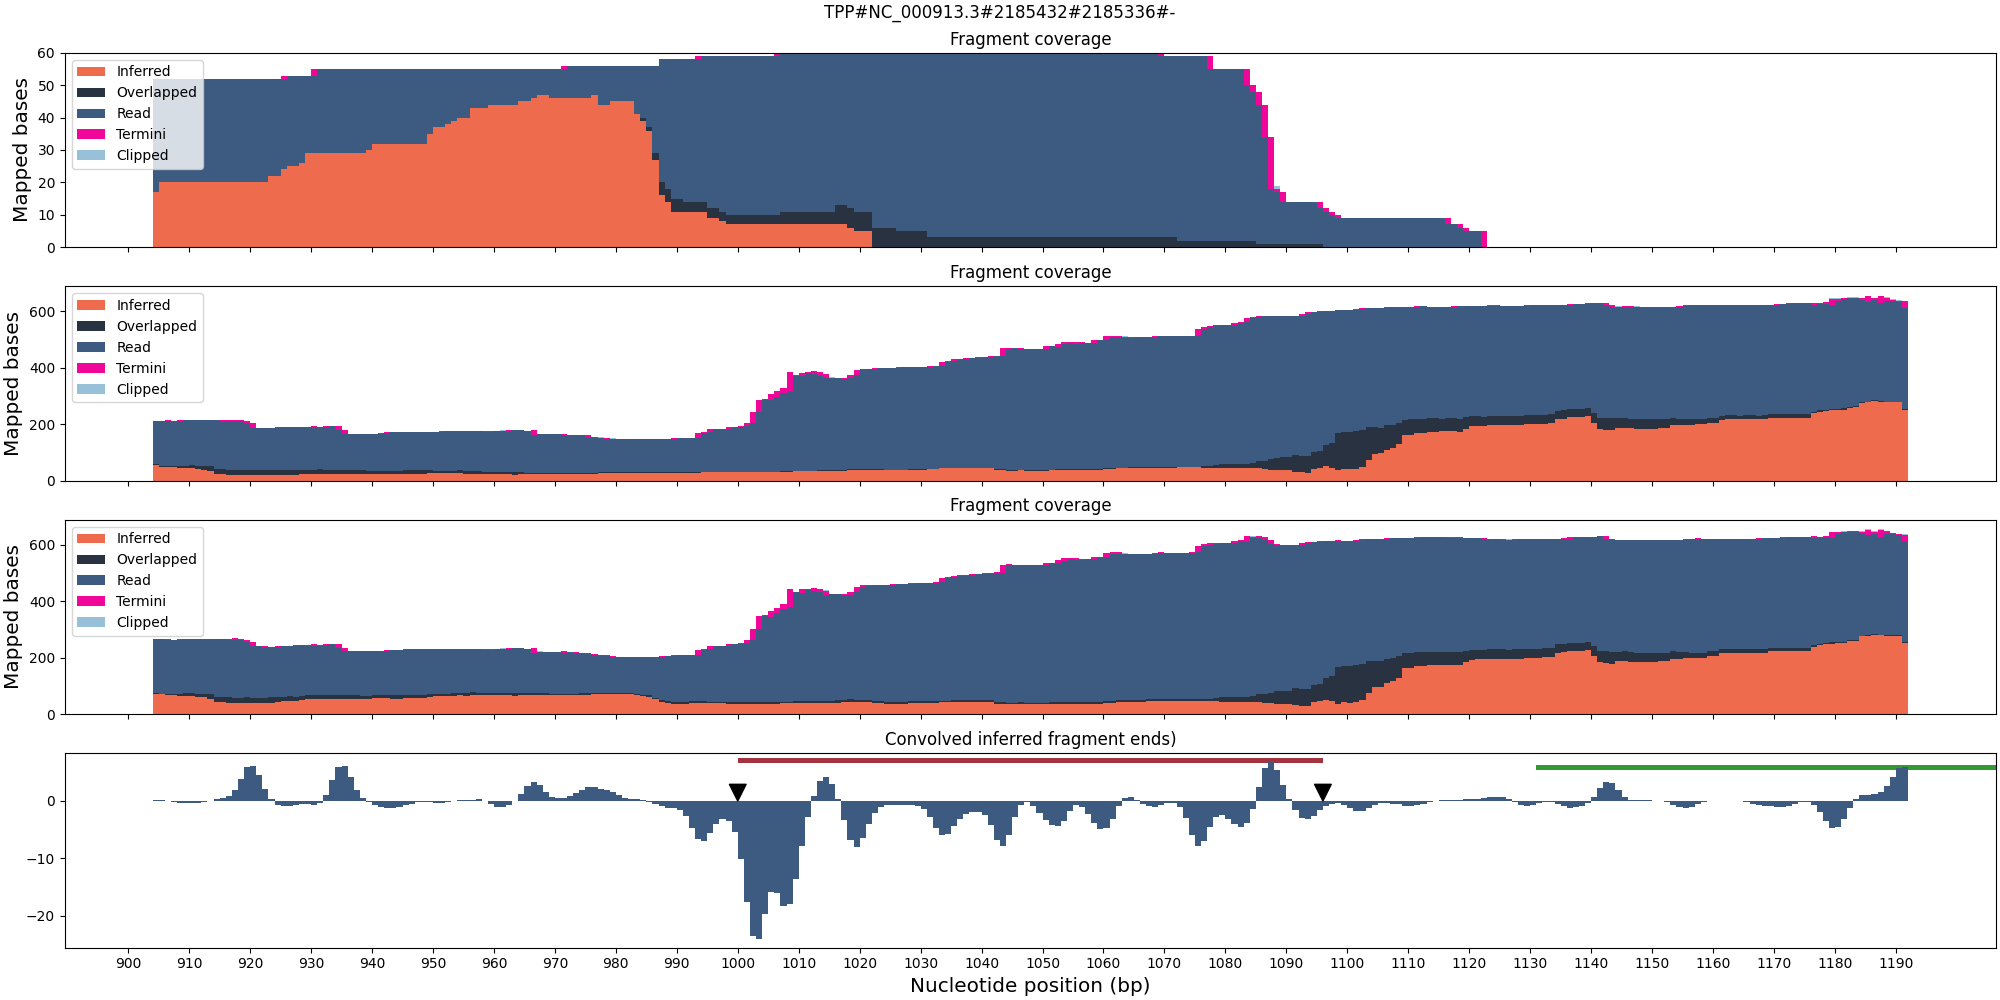 TPP#NC_000913.3#2185432#2185336#-
Fragment coverage
Mapped bases
60
50
40
30
20
10
0
Inferred
Overlapped
Read
Termini
Clipped
Fragment coverage
Mapped bases
600
400
200
0
Inferred
Overlapped
Read
Termini
Clipped
Fragment coverage
Mapped bases
600
400
200
0
Inferred
Overlapped
Read
Termini
Clipped
Convolved inferred fragment ends)
0
−10
−20
900 910 920 930 940 950 960 970 980 990 1000 1010 1020 1030 1040 1050 1060 1070 1080 1090 1100 1110 1120 1130 1140 1150 1160 1170 1180 1190
Nucleotide position (bp)